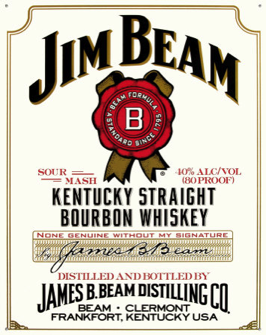 JIM BEAM
BEAM FORMULA
B
A STANDARD SINCE 1795
®
SOUR MASH
40% ALC/VOL
(80 PROOF)
KENTUCKY STRAIGHT
BOURBON WHISKEY
NONE GENUINE WITHOUT MY SIGNATURE
James B. Beam
DISTILLED AND BOTTLED BY
JAMES B. BEAM DISTILLING CO.
BEAM · CLERMONT
FRANKFORT, KENTUCKY USA